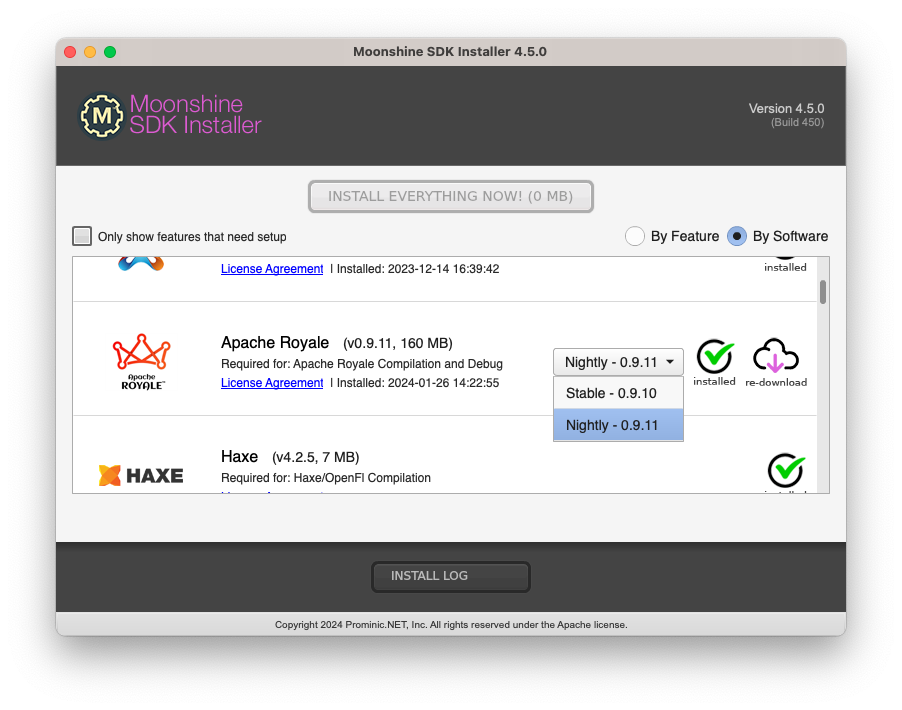 Moonshine SDK Installer 4.5.0
M
Moonshine
SDK Installer
Version 4.5.0
(Build 450)
INSTALL EVERYTHING NOW! (0 MB)
Only show features that need setup
By Feature
By Software
License Agreement | Installed: 2023-12-14 16:39:42
installed
Apache
ROYALE™
Apache Royale (v0.9.11, 160 MB)
Required for: Apache Royale Compilation and Debug
License Agreement | Installed: 2024-01-26 14:22:55
Nightly - 0.9.11
Stable - 0.9.10
Nightly - 0.9.11
installed
re-download
HAXE
Haxe (v4.2.5, 7 MB)
Required for: Haxe/OpenFl Compilation
INSTALL LOG
Copyright 2024 Prominic.NET, Inc. All rights reserved under the Apache license.